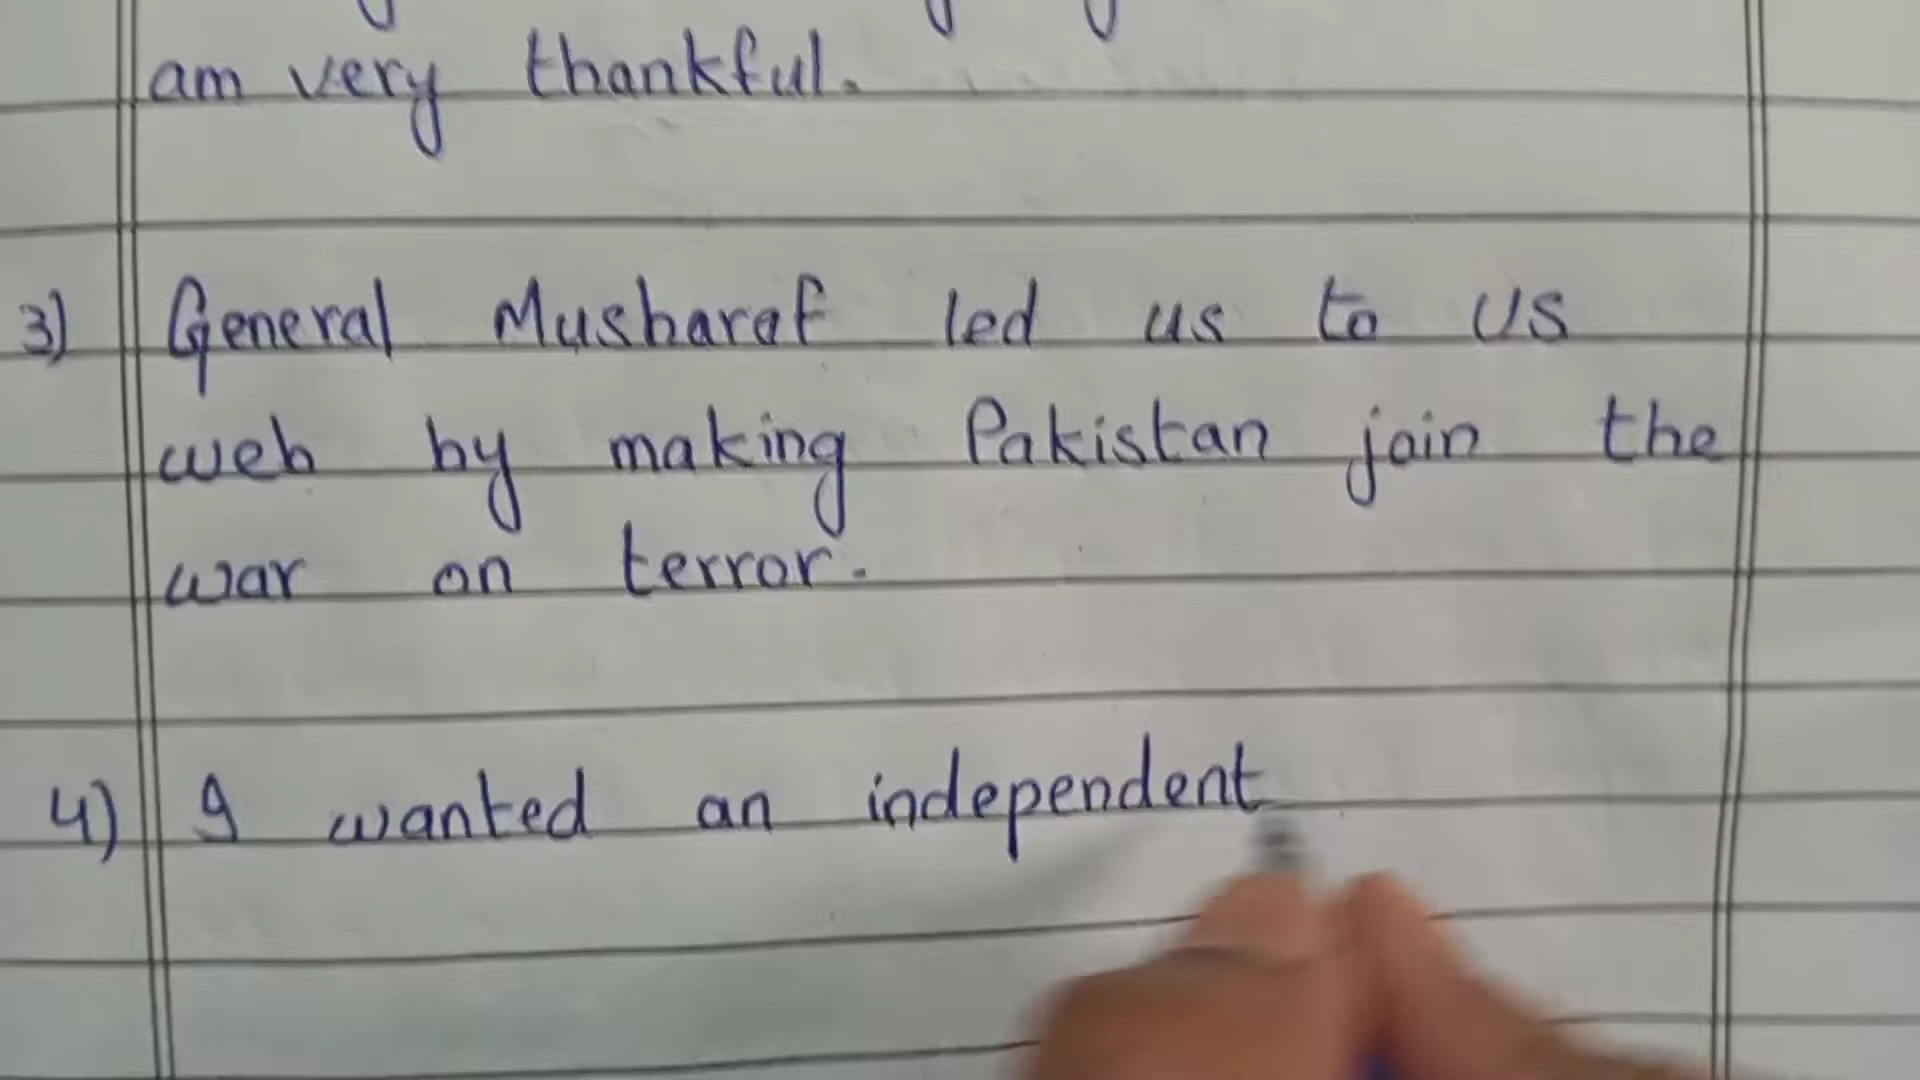 am very thankful.
3) General Musharaf led us to US
web by making Pakistan join the
war on terror.
4) I wanted an independent